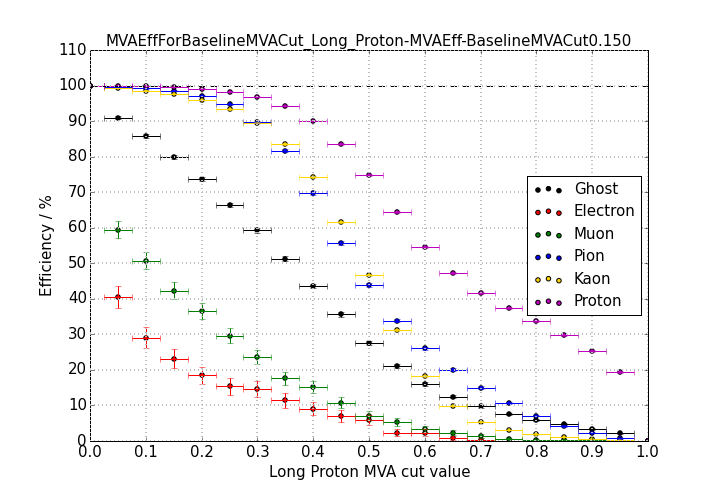 MVAEffForBaselineMVACut_Long_Proton-MVAEff-BaselineMVACut0.150
110
100
90
80
70
60
50
40
30
20
10
0
Efficiency / %
Ghost
Electron
Muon
Pion
Kaon
Proton
0.0 0.1 0.2 0.3 0.4 0.5 0.6 0.7 0.8 0.9 1.0
Long Proton MVA cut value